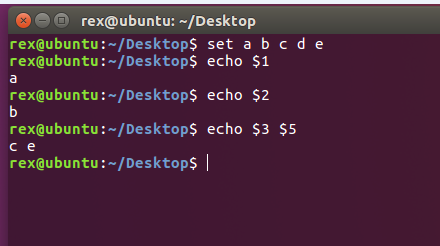 rex@ubuntu: ~/Desktop
rex@ubuntu:~/Desktop$ set a b c d e
rex@ubuntu:~/Desktop$ echo $1
a
rex@ubuntu:~/Desktop$ echo $2
b
rex@ubuntu:~/Desktop$ echo $3 $5
c e
rex@ubuntu:~/Desktop$